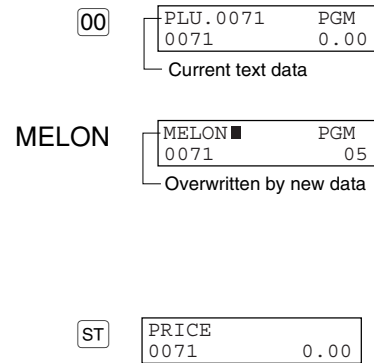 00
PLU.0071 PGM
0071 0.00
Current text data
MELON
MELON PGM
0071 05
Overwritten by new data
ST
PRICE
0071 0.00